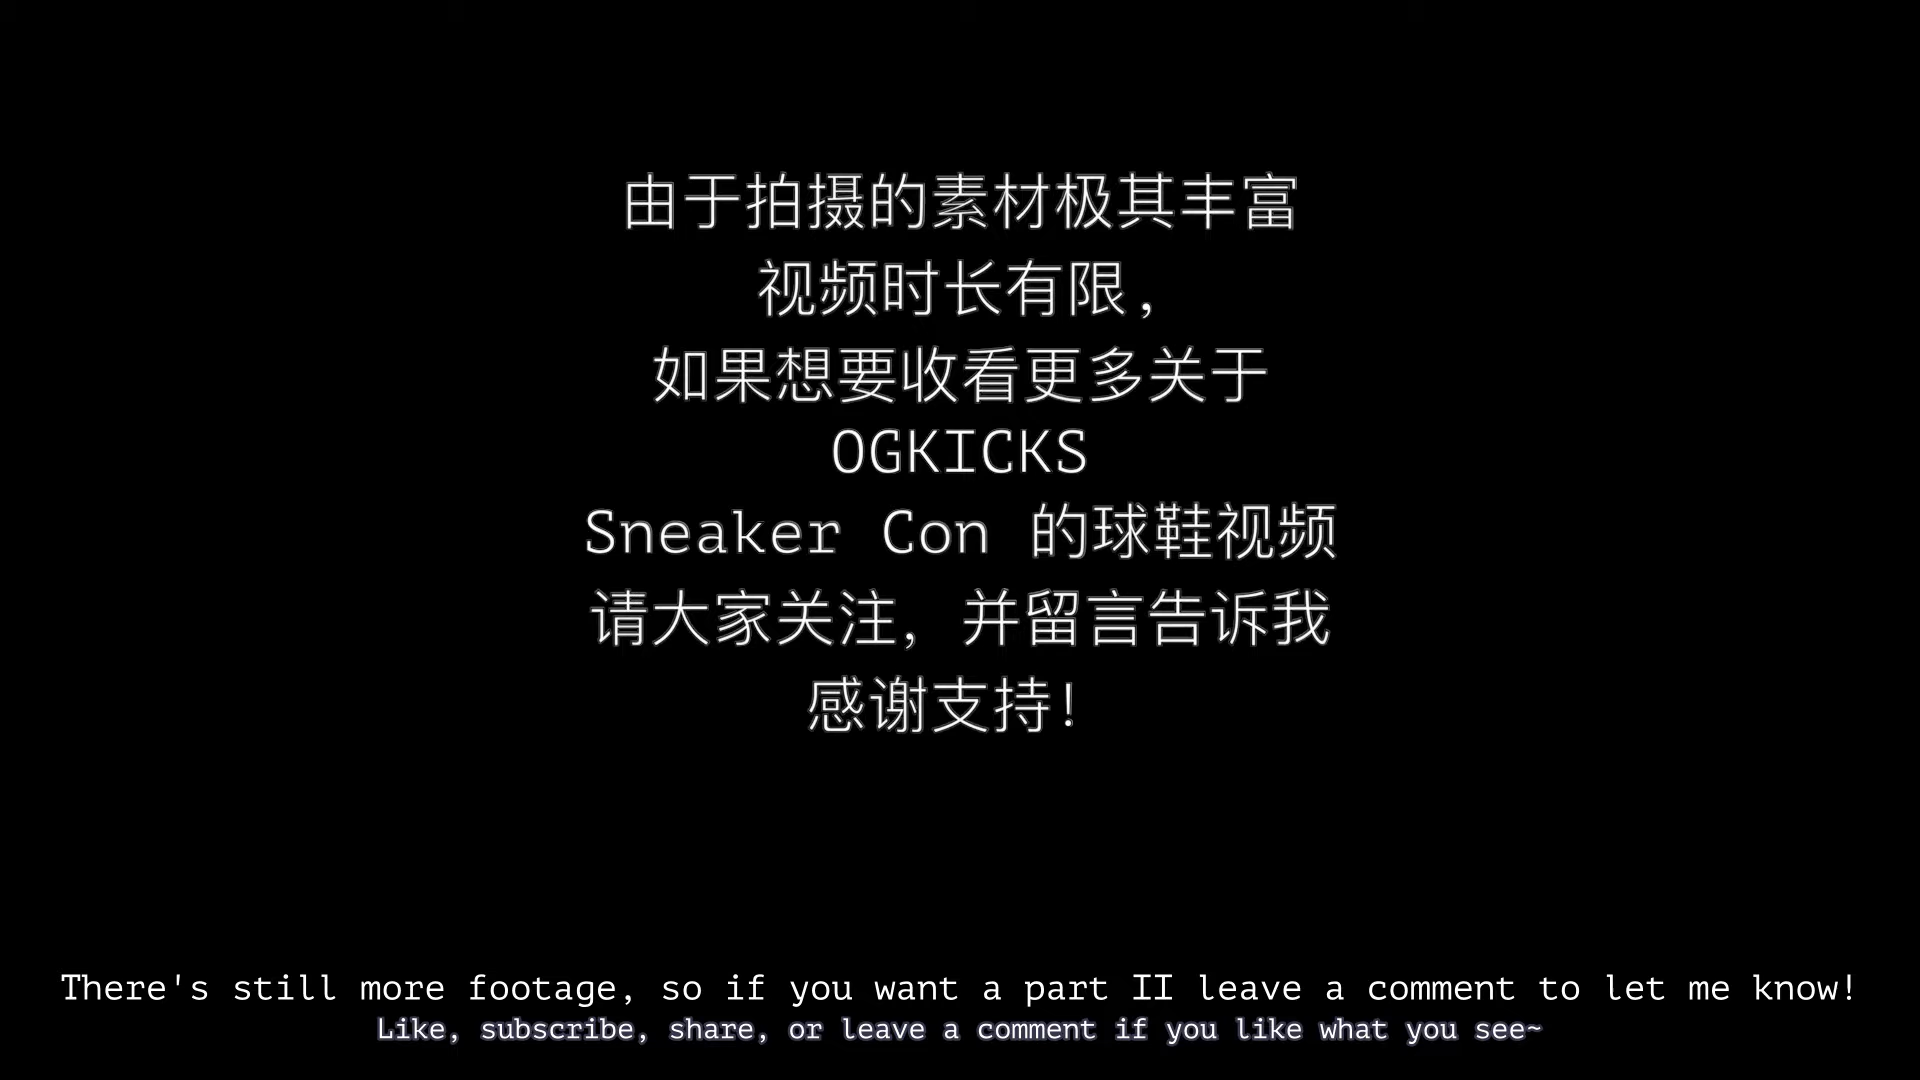 由于拍摄的素材极其丰富
视频时长有限,
如果想要收看更多关于
OGKICKS
Sneaker Con 的球鞋视频
请大家关注，并留言告诉我
感谢支持!
There's still more footage, so if you want a part II leave a comment to let me know!
Like, subscribe, share, or leave a comment if you like what you see~